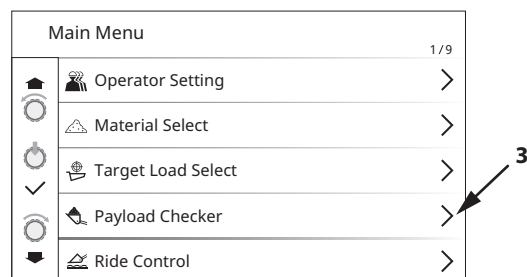 Main Menu
1/9
Operator Setting
Material Select
Target Load Select
3
Payload Checker
Ride Control